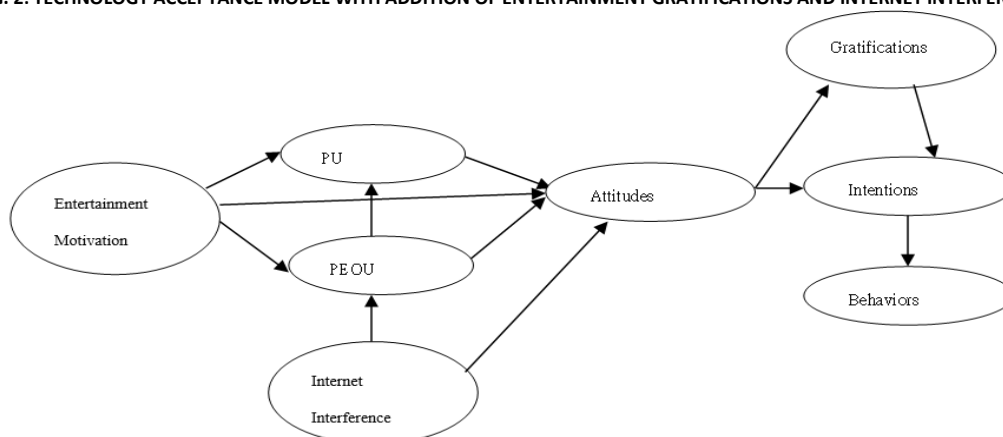 2. TECHNOLOGY ACCEPTANCE MODEL WITH ADDITION OF ENTERTAINMENT GRATIFICATIONS AND INTERNET
Gratifications
PU
Entertainment
Motivation
Attitudes
Intentions
PEOU
Behaviors
Internet
Interference